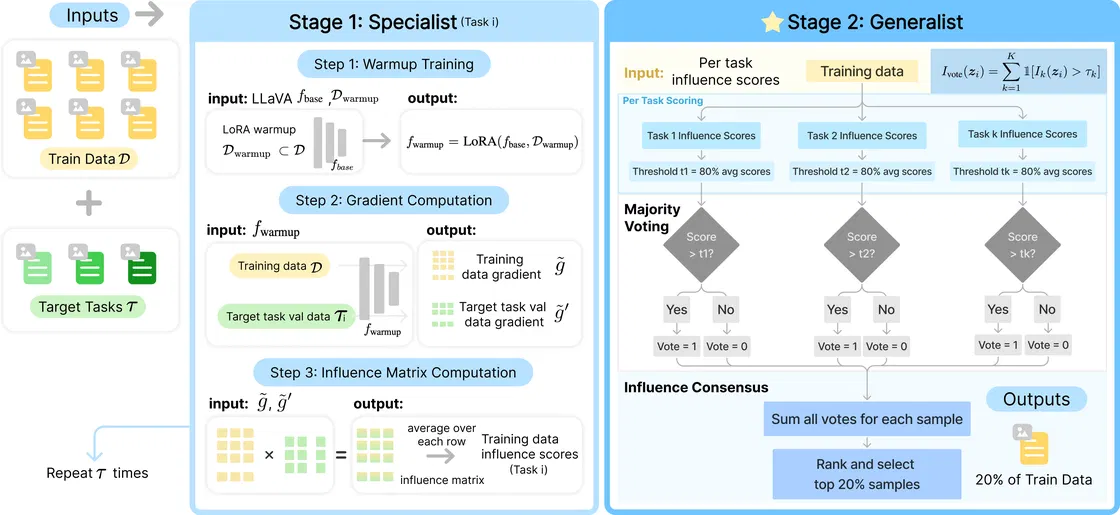 Inputs
Train Data 𝒟
+
Target Tasks 𝒯
Repeat 𝒯 times
Stage 1: Specialist (Task i)
Step 1: Warmup Training
input: LLaVA f_base , 𝒟_warmup
output:
LoRA warmup
𝒟_warmup ⊂ 𝒟
f_base
f_warmup = LoRA(f_base, 𝒟_warmup)
Step 2: Gradient Computation
input: f_warmup
output:
Training data 𝒟
Target task val data 𝒯i
f_warmup
Training
data gradient g̃
Target task val
data gradient g̃′
Step 3: Influence Matrix Computation
input: g̃, g̃′
output:
×
=
average over
each row
influence matrix
Training data
influence scores
(Task i)
Stage 2: Generalist
Input:
Per task
influence scores
Training data
I_vote(z_i) = ∑_{k=1}^{K} 𝟙[I_k(z_i) > τ_k]
Per Task Scoring
Task 1 Influence Scores
Task 2 Influence Scores
Task k Influence Scores
Threshold t1 = 80% avg scores
Threshold t2 = 80% avg scores
Threshold tk = 80% avg scores
Majority
Voting
Score
> t1?
Score
> t2?
Score
> tk?
Yes
No
Yes
No
Yes
No
Vote = 1
Vote = 0
Vote = 1
Vote = 0
Vote = 1
Vote = 0
Influence Consensus
Sum all votes for each sample
Rank and select
top 20% samples
Outputs
20% of Train Data